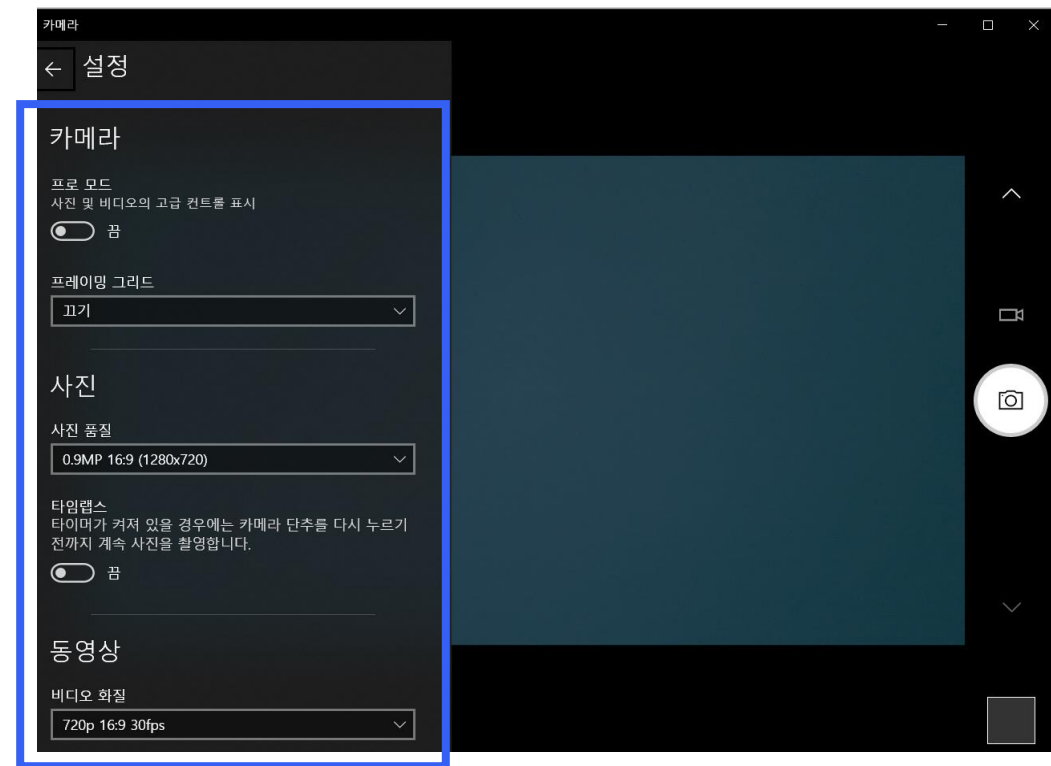 카메라
설정
카메라
프로 모드
사진 및 비디오의 고급 컨트롤 표시
끔
프레이밍 그리드
끄기
사진
사진 품질
0.9MP 16:9 (1280x720)
타임랩스
타이머가 켜져 있을 경우에는 카메라 단추를 다시 누르기
전까지 계속 사진을 촬영합니다.
끔
동영상
비디오 화질
720p 16:9 30fps